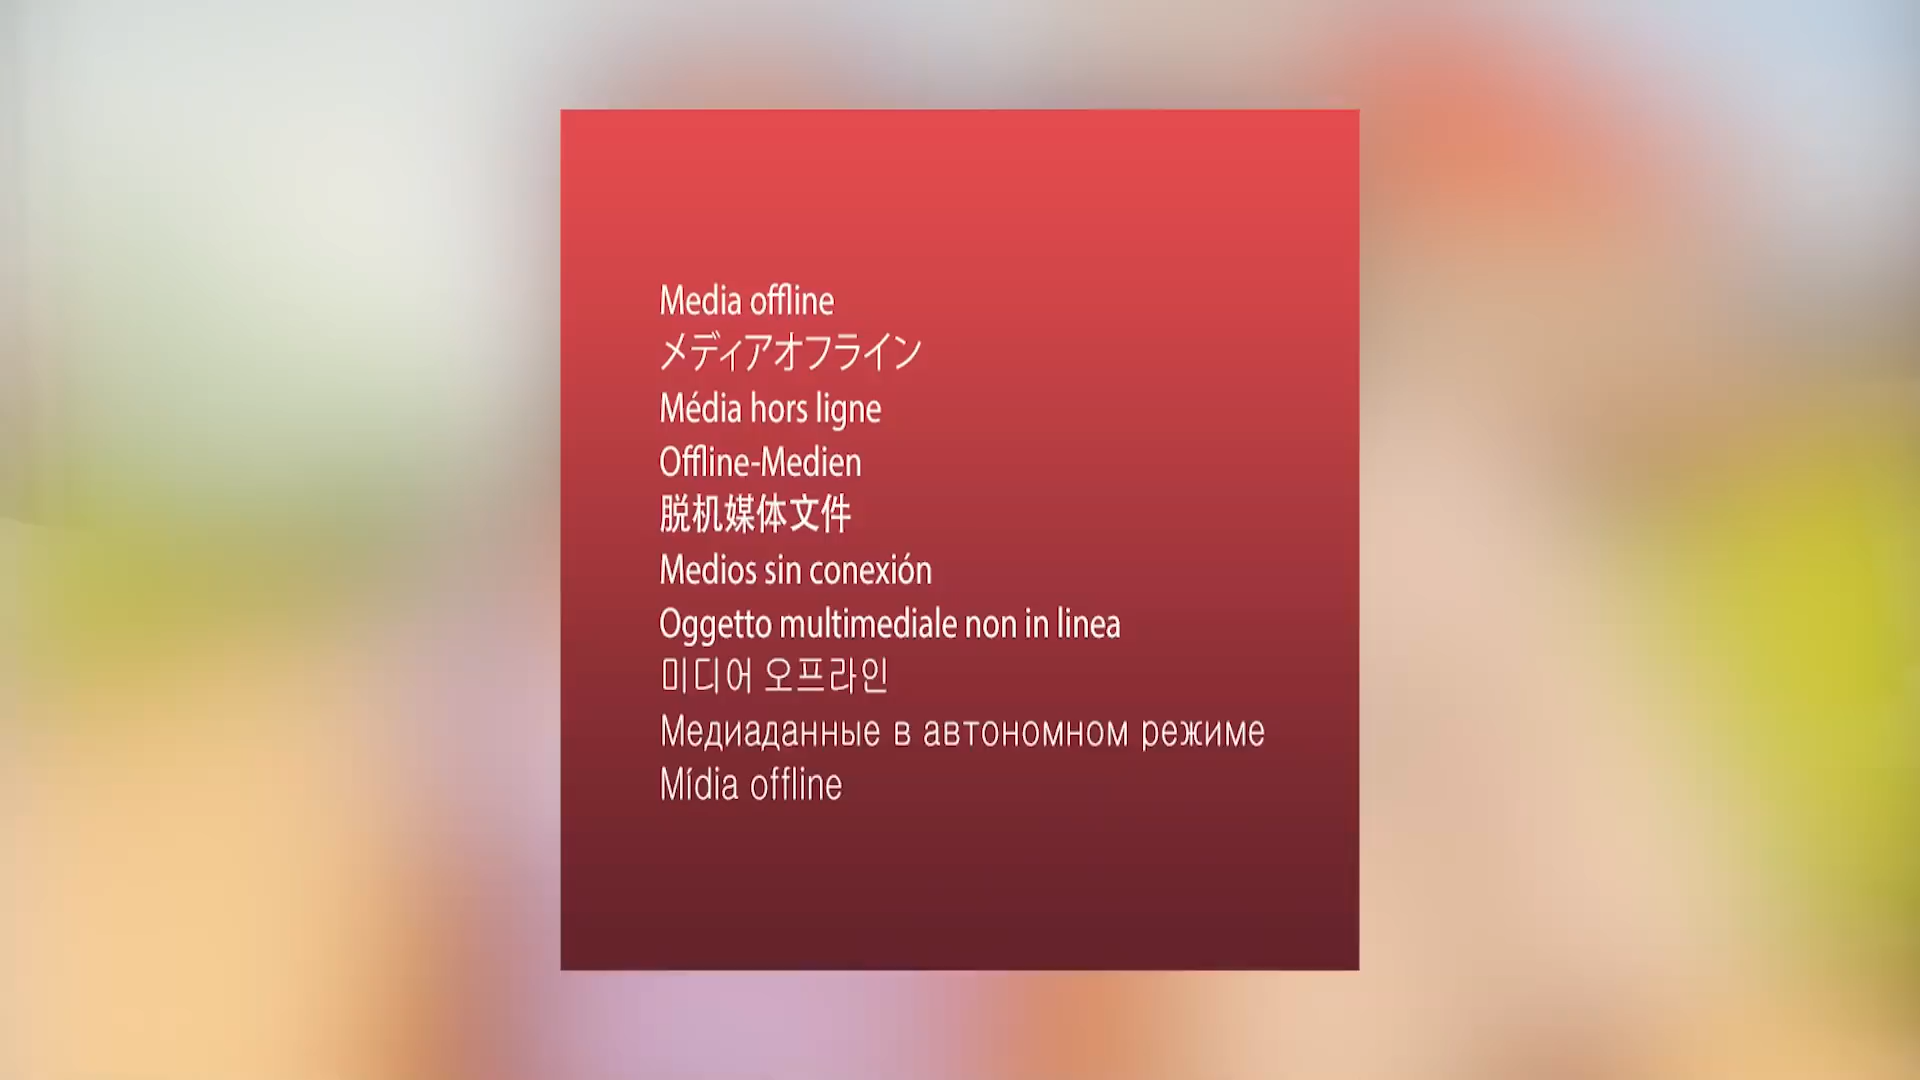 Media offline
メディアオフライン
Média hors ligne
Offline-Medien
脱机媒体文件
Medios sin conexión
Oggetto multimediale non in linea
미디어 오프라인
Медиаданные в автономном режиме
Mídia offline